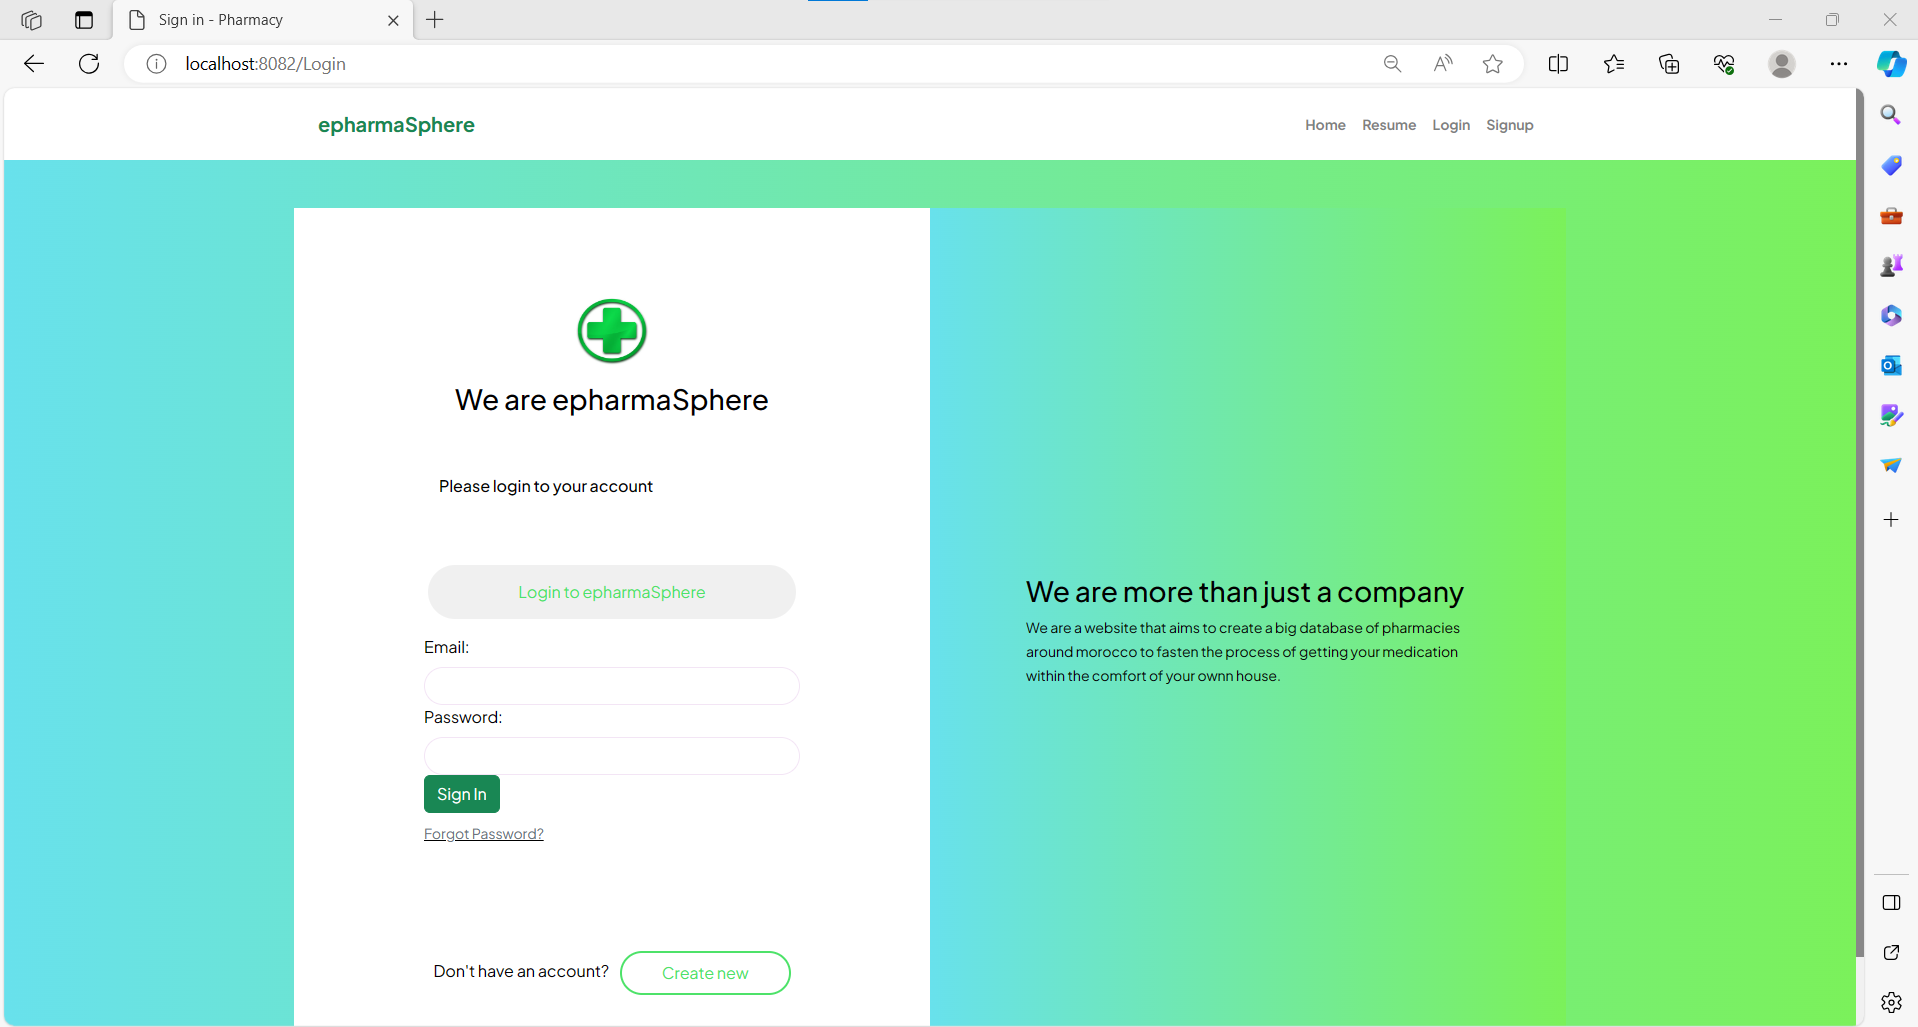 Sign in - Pharmacy
localhost:8082/Login
epharmaSphere
Home Resume Login Signup
We are epharmaSphere
Please login to your account
Login to epharmaSphere
Email:
Password:
Sign In
Forgot Password?
Don't have an account? Create new
We are more than just a company
We are a website that aims to create a big database of pharmacies
around morocco to fasten the process of getting your medication
within the comfort of your ownn house.